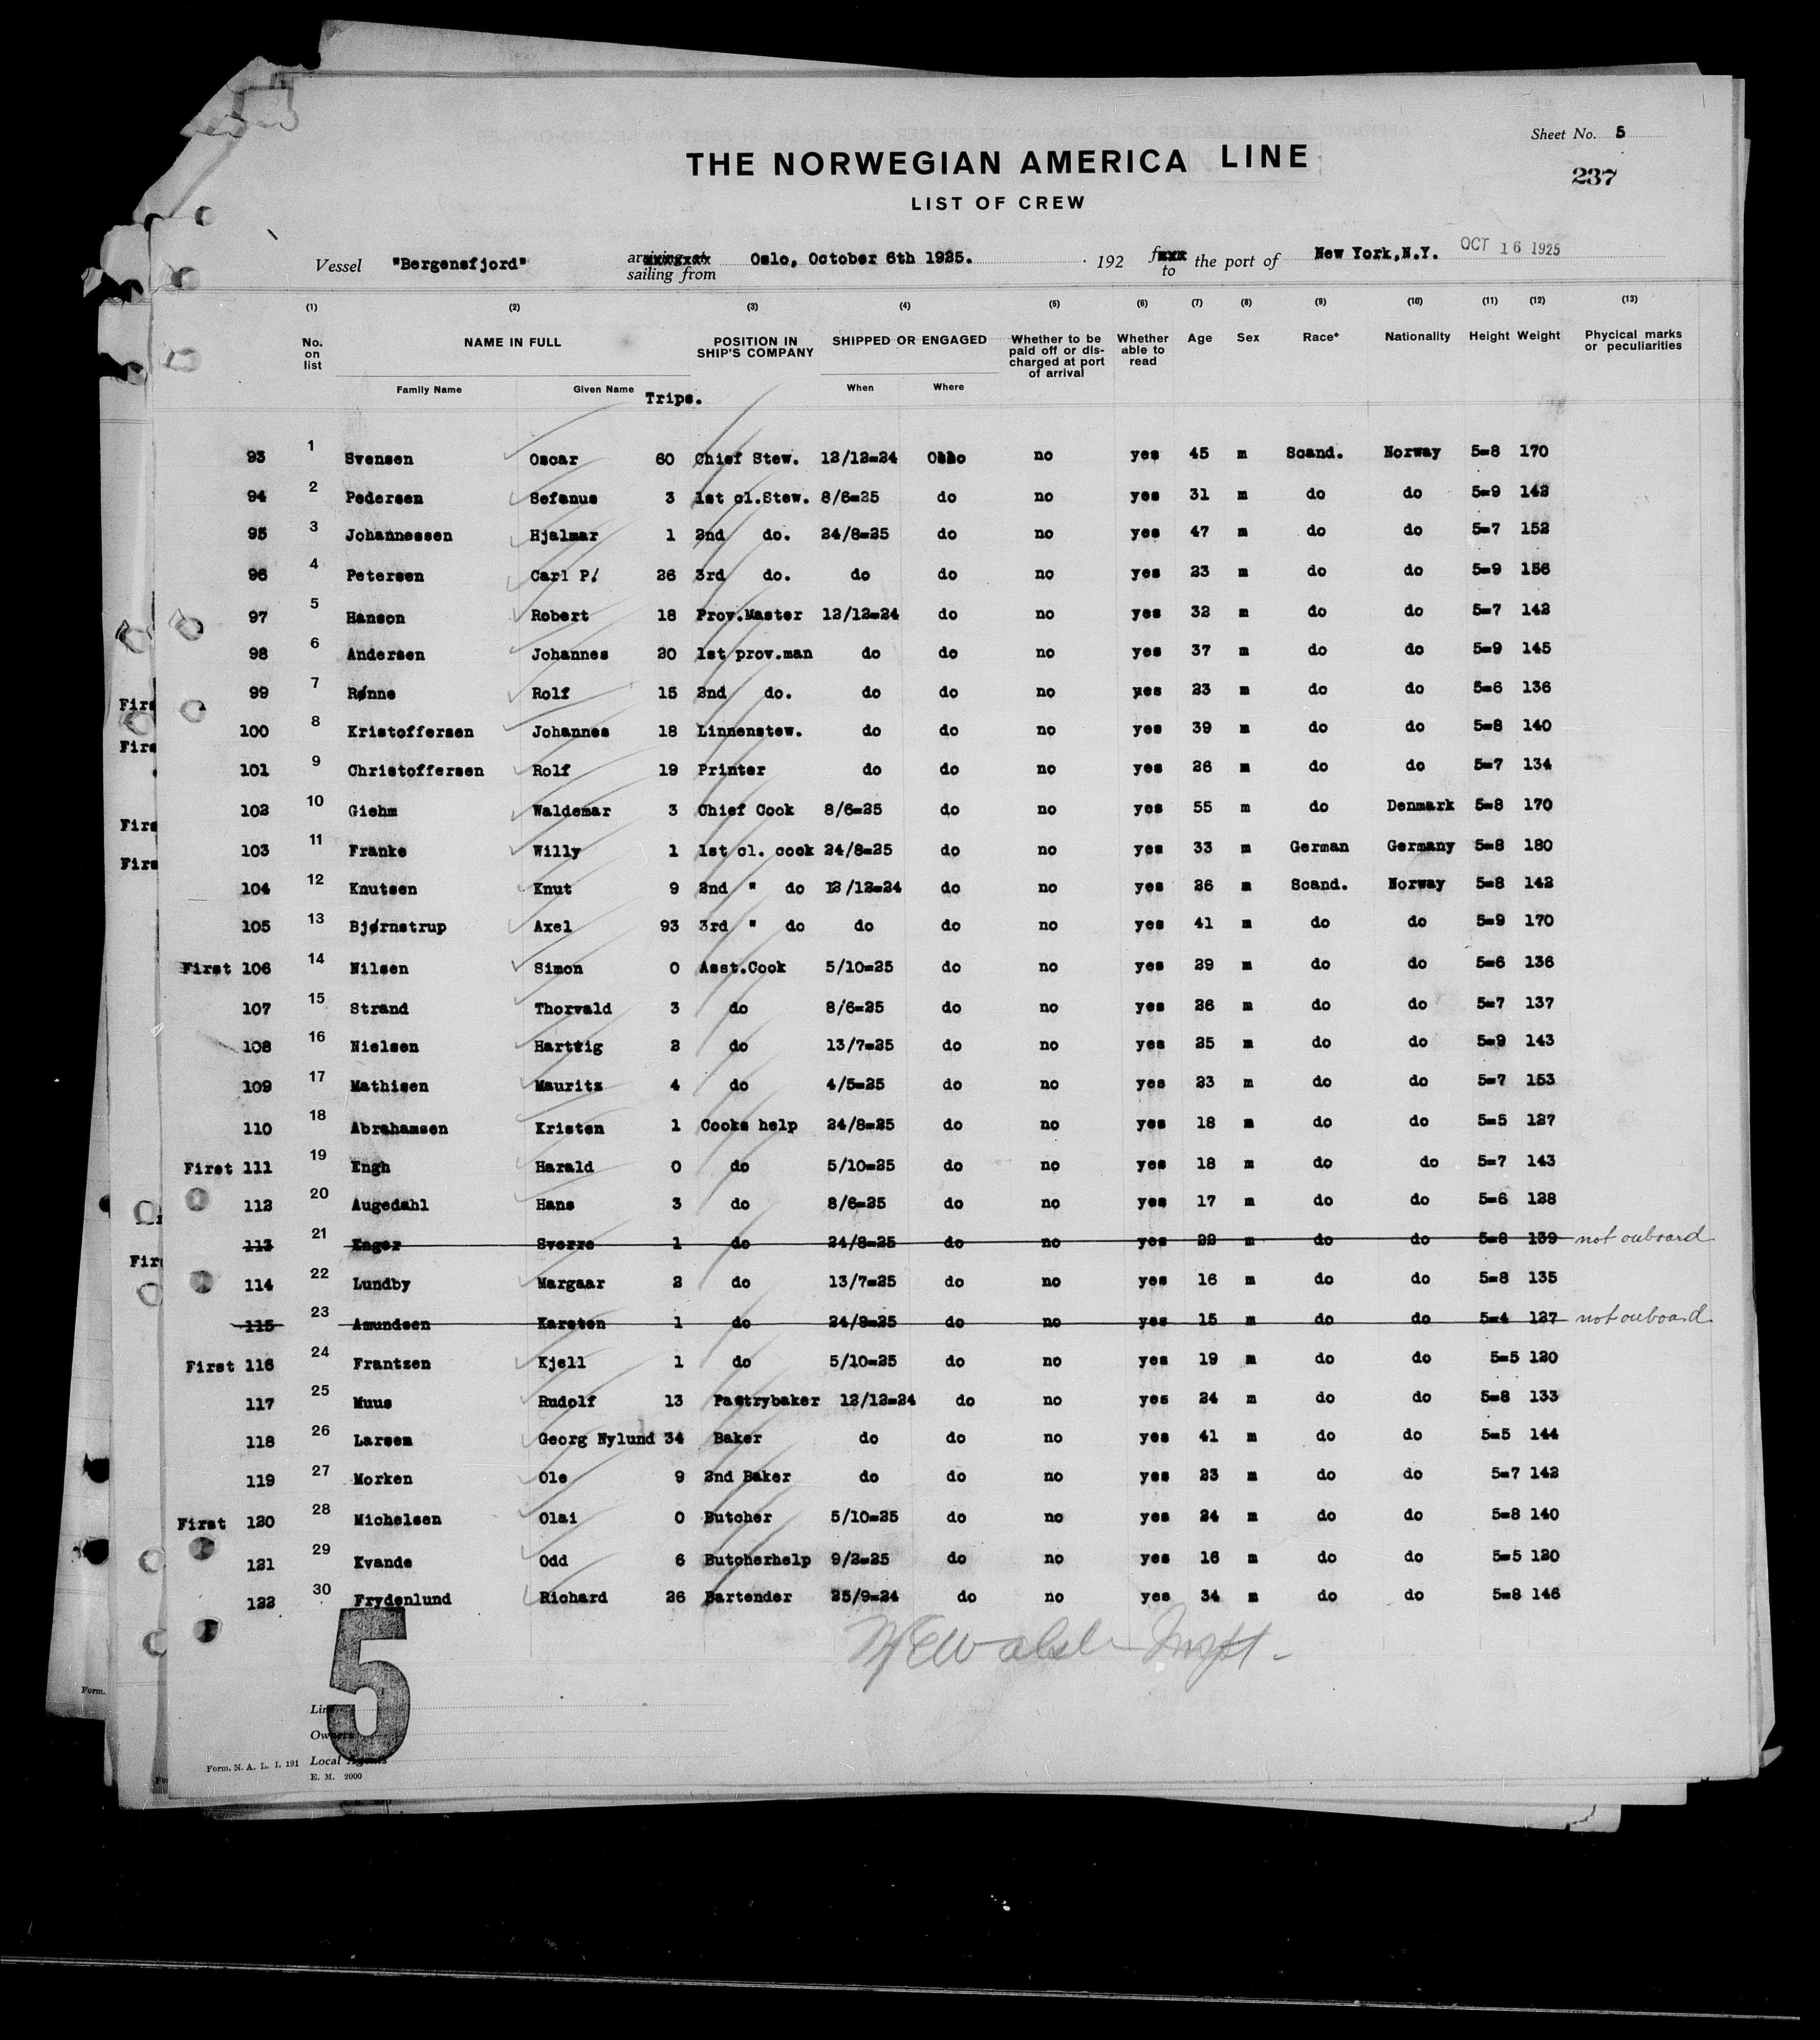 Sheet No. 5
THE NORWEGIAN AMERICA LINE
237
LIST OF CREW
Vessel "Bergensfjord" sailing from Oslo, October 6th 1925. 192 to the port of New York,N.Y. OCT 16 1925
(1) (2) (3) (4) (5) (6) (7) (8) (9) (10) (11) (12) (13)
No. on list NAME IN FULL POSITION IN SHIP'S COMPANY SHIPPED OR ENGAGED Whether to be paid off or discharged at port of arrival Whether able to read Age Sex Race* Nationality Height Weight Phycical marks or peculiarities
Family Name Given Name Trips. When Where
93 1 Svensen Oscar 60 Chief Stew. 12/12=24 no yes 45 m Scand. Norway 5=8 170
94 2 Pedersen Sefanus 3 1st cl.Stew. 8/6=25 do no yes 31 m do do 5=9 142
95 3 Johannessen Hjalmar 1 2nd do. 24/8=25 do no yes 47 m do do 5=7 152
96 4 Petersen Carl P. 26 3rd do. do do no yes 23 m do do 5=9 156
97 5 Hanson Robert 18 Prov.Master 12/12=24 do no yes 32 m do do 5=7 142
98 6 Andersen Johannes 20 1st prov.man do do no yes 37 m do do 5=9 145
99 7 Rønne Rolf 15 2nd do. do do no yes 23 m do do 5=6 136
100 8 Kristoffersen Johannes 18 Linnenstew. do do no yes 39 m do do 5=8 140
101 9 Christoffersen Rolf 19 Printer do do no yes 26 m do do 5=7 134
102 10 Giehm Waldemar 3 Chief Cook 8/6=25 do no yes 55 m do Denmark 5=8 170
103 11 Franke Willy 1 1st cl. cook 24/8=25 do no yes 33 m German Germany 5=8 180
104 12 Knutsen Knut 9 2nd " do 12/12=24 do no yes 26 m Scand. Norway 5=8 142
105 13 Bjørnstrup Axel 93 3rd " do do do no yes 41 m do do 5=9 170
First 106 14 Nilsen Simon 0 Asst.Cook 5/10=25 do no yes 29 m do do 5=6 136
107 15 Strand Thorvald 3 do 8/6=25 do no yes 26 m do do 5=7 137
108 16 Nielsen Hartwig 2 do 13/7=25 do no yes 25 m do do 5=9 143
109 17 Mathisen Mauritz 4 do 4/5=25 do no yes 23 m do do 5=7 153
110 18 Abrahamsen Kristen 1 Cooks help 24/8=25 do no yes 18 m do do 5=5 127
First 111 19 Engh Harald 0 do 5/10=25 do no yes 18 m do do 5=7 143
112 20 Augedahl Hans 3 do 8/6=25 do no yes 17 m do do 5=6 128
113 21 Enger Sverre 1 do 24/8=25 do no yes 22 m do do 5=8 139 not onboard
114 22 Lundby Margaar 2 do 13/7=25 do no yes 16 m do do 5=8 135
115 23 Amundsen Karsten 1 do 24/8=25 do no yes 15 m do do 5=4 127 not onboard
First 116 24 Frantzen Kjell 1 do 5/10=25 do no yes 19 m do do 5=5 120
117 25 Muus Rudolf 13 Pastrybaker 12/12=24 do no yes 24 m do do 5=8 133
118 26 Larsen Georg Nylund 34 Baker do do no yes 41 m do do 5=5 144
119 27 Morken Ole 9 2nd Baker do do no yes 23 m do do 5=7 142
First 120 28 Michelsen Olai 0 Butcher 5/10=25 do no yes 24 m do do 5=8 140
121 29 Kvande Odd 6 Butcherhelp 9/2=25 do no yes 16 m do do 5=5 120
122 30 Frydenlund Richard 26 Bartender 25/9=24 do no yes 34 m do do 5=8 146
5
Line
Owners
Local Agents
Form. N. A. L. I. 191
E. M. 2000